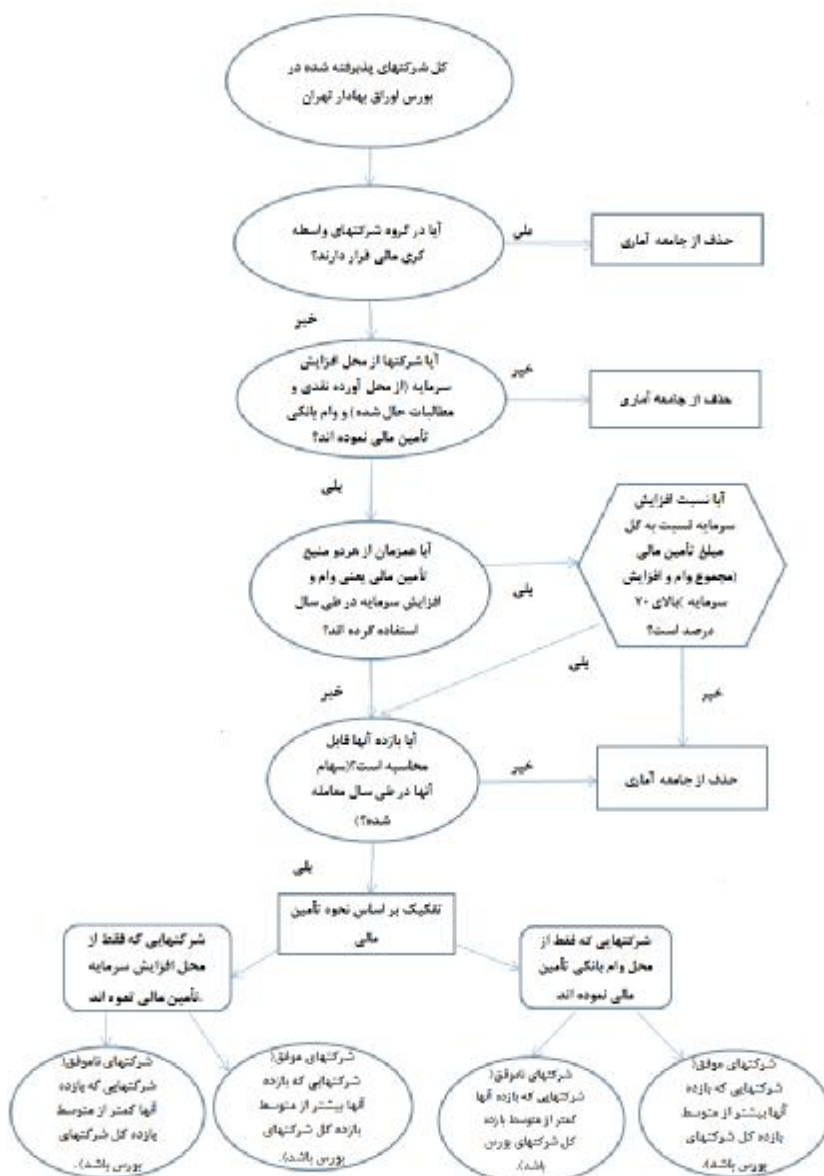 کل شرکتهای پذیرفته شده در
بورس اوراق بهادار تهران
آیا در گروه شرکتهای واسطه
گری مالی قرار دارند؟
بلی
حذف از جامعه آماری
خیر
آیا شرکتها از محل افزایش
سرمایه (از محل آورده نقدی و
مطالبات حال شده) و وام بانکی
تأمین مالی نموده اند؟
خیر
حذف از جامعه آماری
بلی
آیا همزمان از هردو منبع
تأمین مالی یعنی وام و
افزایش سرمایه در طی سال
استفاده کرده اند؟
بلی
آیا نسبت افزایش
سرمایه نسبت به کل
مبلغ تأمین مالی
(مجموع وام و افزایش
سرمایه) بالای ۷۰
درصد است؟
خیر
بلی
خیر
آیا بازده آنها قابل
محاسبه است؟(سهام
آنها در طی سال معامله
شده؟)
خیر
حذف از جامعه آماری
بلی
تفکیک بر اساس نحوه تأمین
مالی
شرکتهایی که فقط از
محل وام بانکی تأمین
مالی نموده اند
شرکتهایی که فقط از
محل افزایش سرمایه
تأمین مالی نموه اند.
شرکتهای موفق(
شرکتهایی که بازده
آنها بیشتر از متوسط
بازده کل شرکتهای
بورس باشد).
شرکتهای ناموفق(
شرکتهایی که بازده آنها
کمتر از متوسط بازده
کل شرکتهای بورس
باشد).
شرکتهای موفق(
شرکتهایی که بازده
آنها بیشتر از متوسط
بازده کل شرکتهای
بورس باشد).
شرکتهای ناموفق(
شرکتهایی که بازده
آنها کمتر از متوسط
بازده کل شرکتهای
بورس باشد).